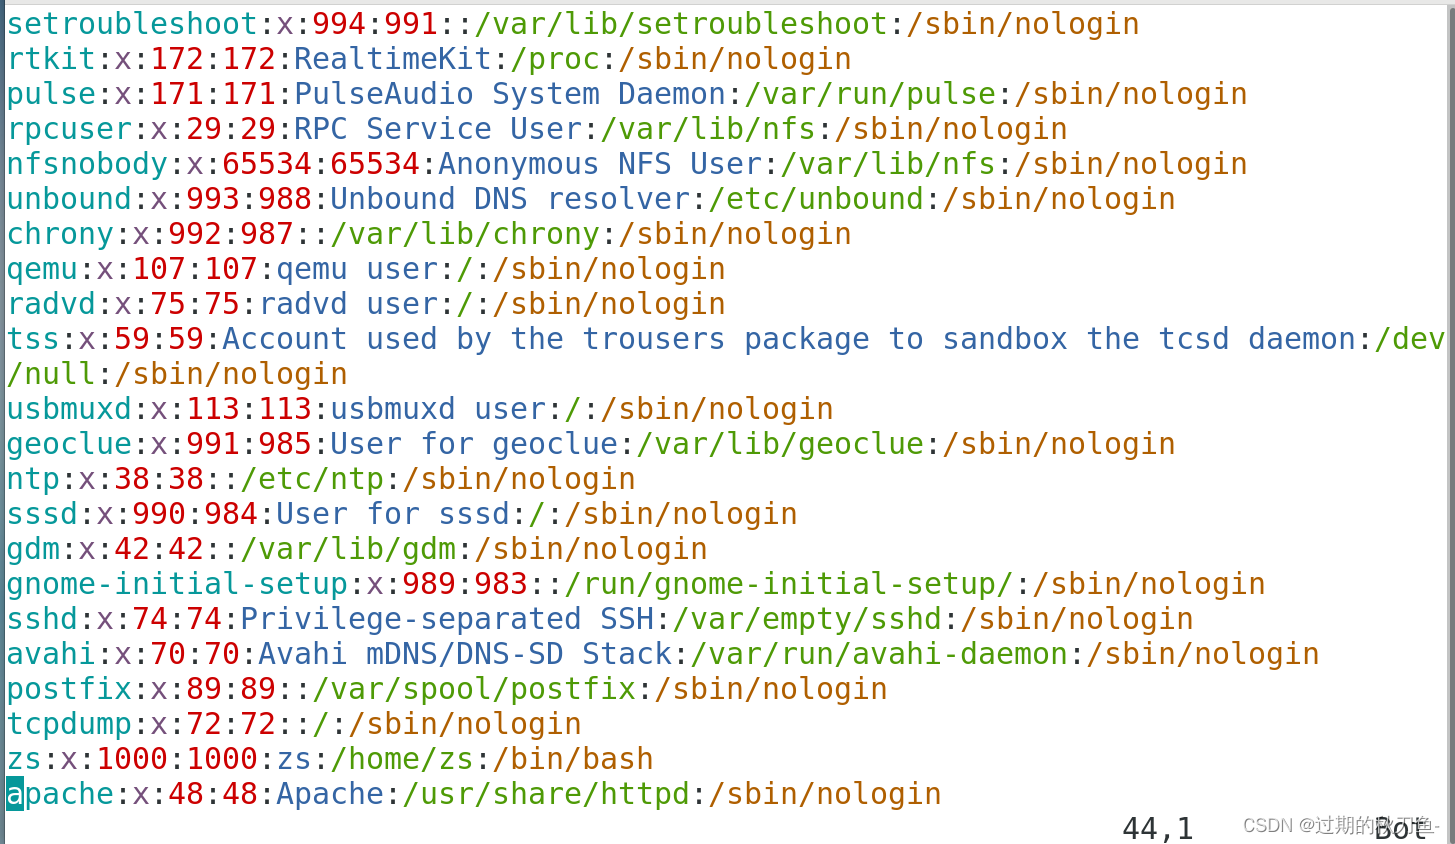 setroubleshoot:x:994:991::/var/lib/setroubleshoot:/sbin/nologin
rtkit:x:172:172:RealtimeKit:/proc:/sbin/nologin
pulse:x:171:171:PulseAudio System Daemon:/var/run/pulse:/sbin/nologin
rpcuser:x:29:29:RPC Service User:/var/lib/nfs:/sbin/nologin
nfsnobody:x:65534:65534:Anonymous NFS User:/var/lib/nfs:/sbin/nologin
unbound:x:993:988:Unbound DNS resolver:/etc/unbound:/sbin/nologin
chrony:x:992:987::/var/lib/chrony:/sbin/nologin
qemu:x:107:107:qemu user:/:/sbin/nologin
radvd:x:75:75:radvd user:/:/sbin/nologin
tss:x:59:59:Account used by the trousers package to sandbox the tcsd daemon:/dev
/null:/sbin/nologin
usbmuxd:x:113:113:usbmuxd user:/:/sbin/nologin
geoclue:x:991:985:User for geoclue:/var/lib/geoclue:/sbin/nologin
ntp:x:38:38::/etc/ntp:/sbin/nologin
sssd:x:990:984:User for sssd:/:/sbin/nologin
gdm:x:42:42::/var/lib/gdm:/sbin/nologin
gnome-initial-setup:x:989:983::/run/gnome-initial-setup/:/sbin/nologin
sshd:x:74:74:Privilege-separated SSH:/var/empty/sshd:/sbin/nologin
avahi:x:70:70:Avahi mDNS/DNS-SD Stack:/var/run/avahi-daemon:/sbin/nologin
postfix:x:89:89::/var/spool/postfix:/sbin/nologin
tcpdump:x:72:72::/:/sbin/nologin
zs:x:1000:1000:zs:/home/zs:/bin/bash
apache:x:48:48:Apache:/usr/share/httpd:/sbin/nologin
44,1 Bot
CSDN @过期的秋刀鱼-